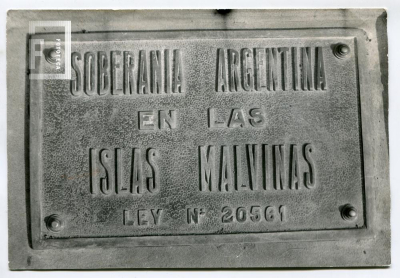 SOBERANIA ARGENTINA
EN LAS
ISLAS MALVINAS
LEY Nº 20561